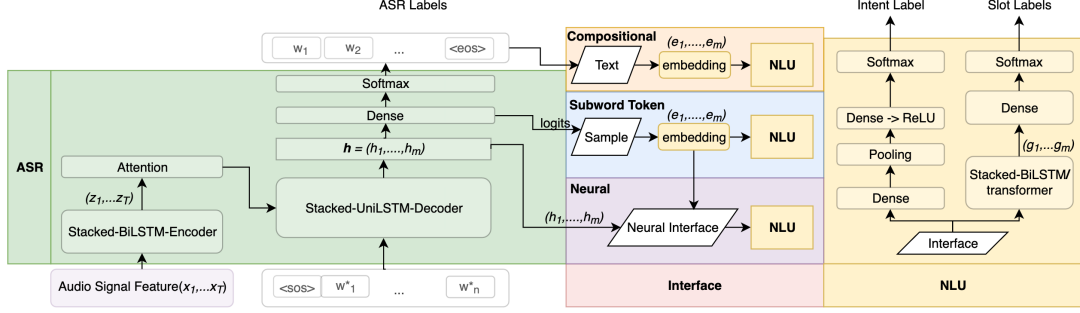 ASR Labels
w1
w2
...
<eos>
Softmax
Dense
h = (h1,....,hm)
Stacked-UniLSTM-Decoder
ASR
Attention
(z1,...zT)
Stacked-BiLSTM-Encoder
Audio Signal Feature(x1,...xT)
<sos>
w*1
...
w*n
Compositional
Text
(e1,....,em)
embedding
NLU
Subword Token
logits
Sample
(e1,....,em)
embedding
NLU
Neural
(h1,....,hm)
Neural Interface
NLU
Interface
Intent Label
Softmax
Dense -> ReLU
Pooling
Dense
Slot Labels
Softmax
Dense
(g1,...gm)
Stacked-BiLSTM/
transformer
Interface
NLU